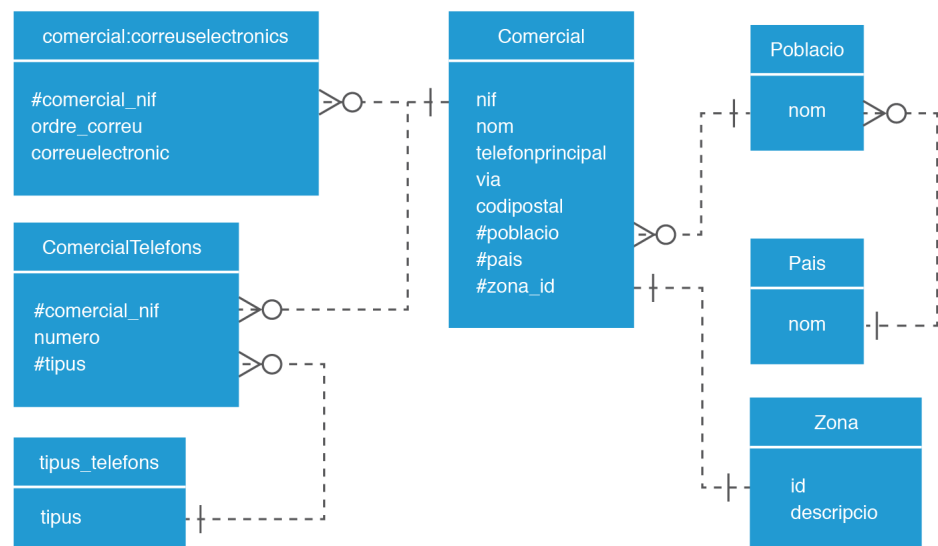 comercial:correuselectronics
#comercial_nif
ordre_correu
correuelectronic
ComercialTelefons
#comercial_nif
numero
#tipus
tipus_telefons
tipus
Comercial
nif
nom
telefonprincipal
via
codipostal
#poblacio
#pais
#zona_id
Poblacio
nom
Pais
nom
Zona
id
descripcio